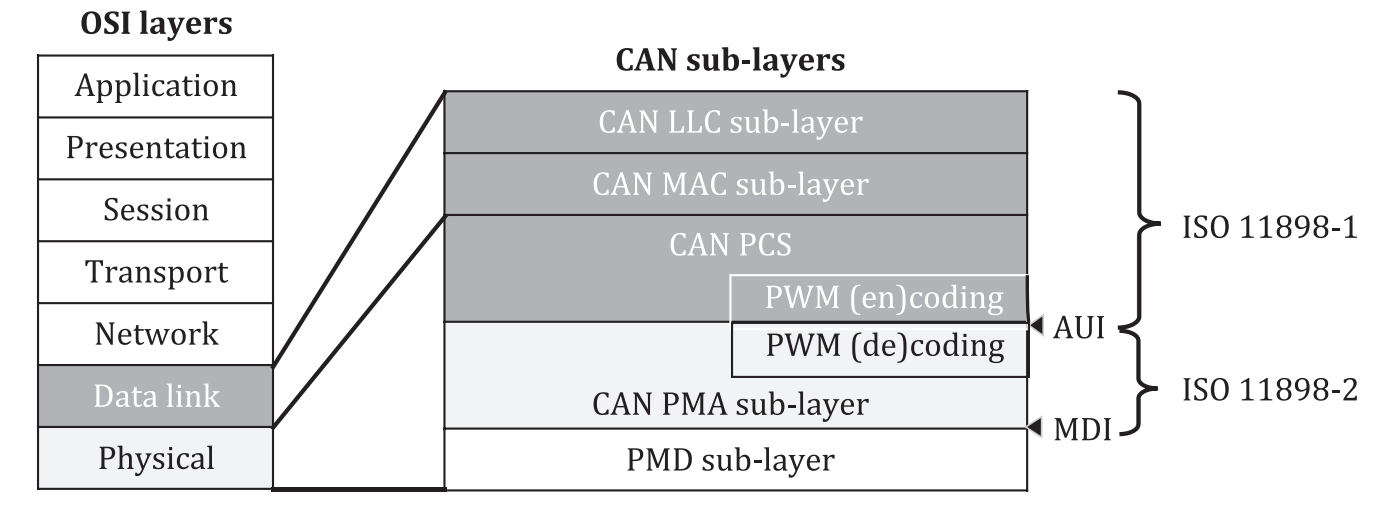 OSI layers
Application
Presentation
Session
Transport
Network
Data link
Physical
CAN sub-layers
CAN LLC sub-layer
CAN MAC sub-layer
CAN PCS
PWM (en)coding
PWM (de)coding
CAN PMA sub-layer
PMD sub-layer
AUI
MDI
ISO 11898-1
ISO 11898-2